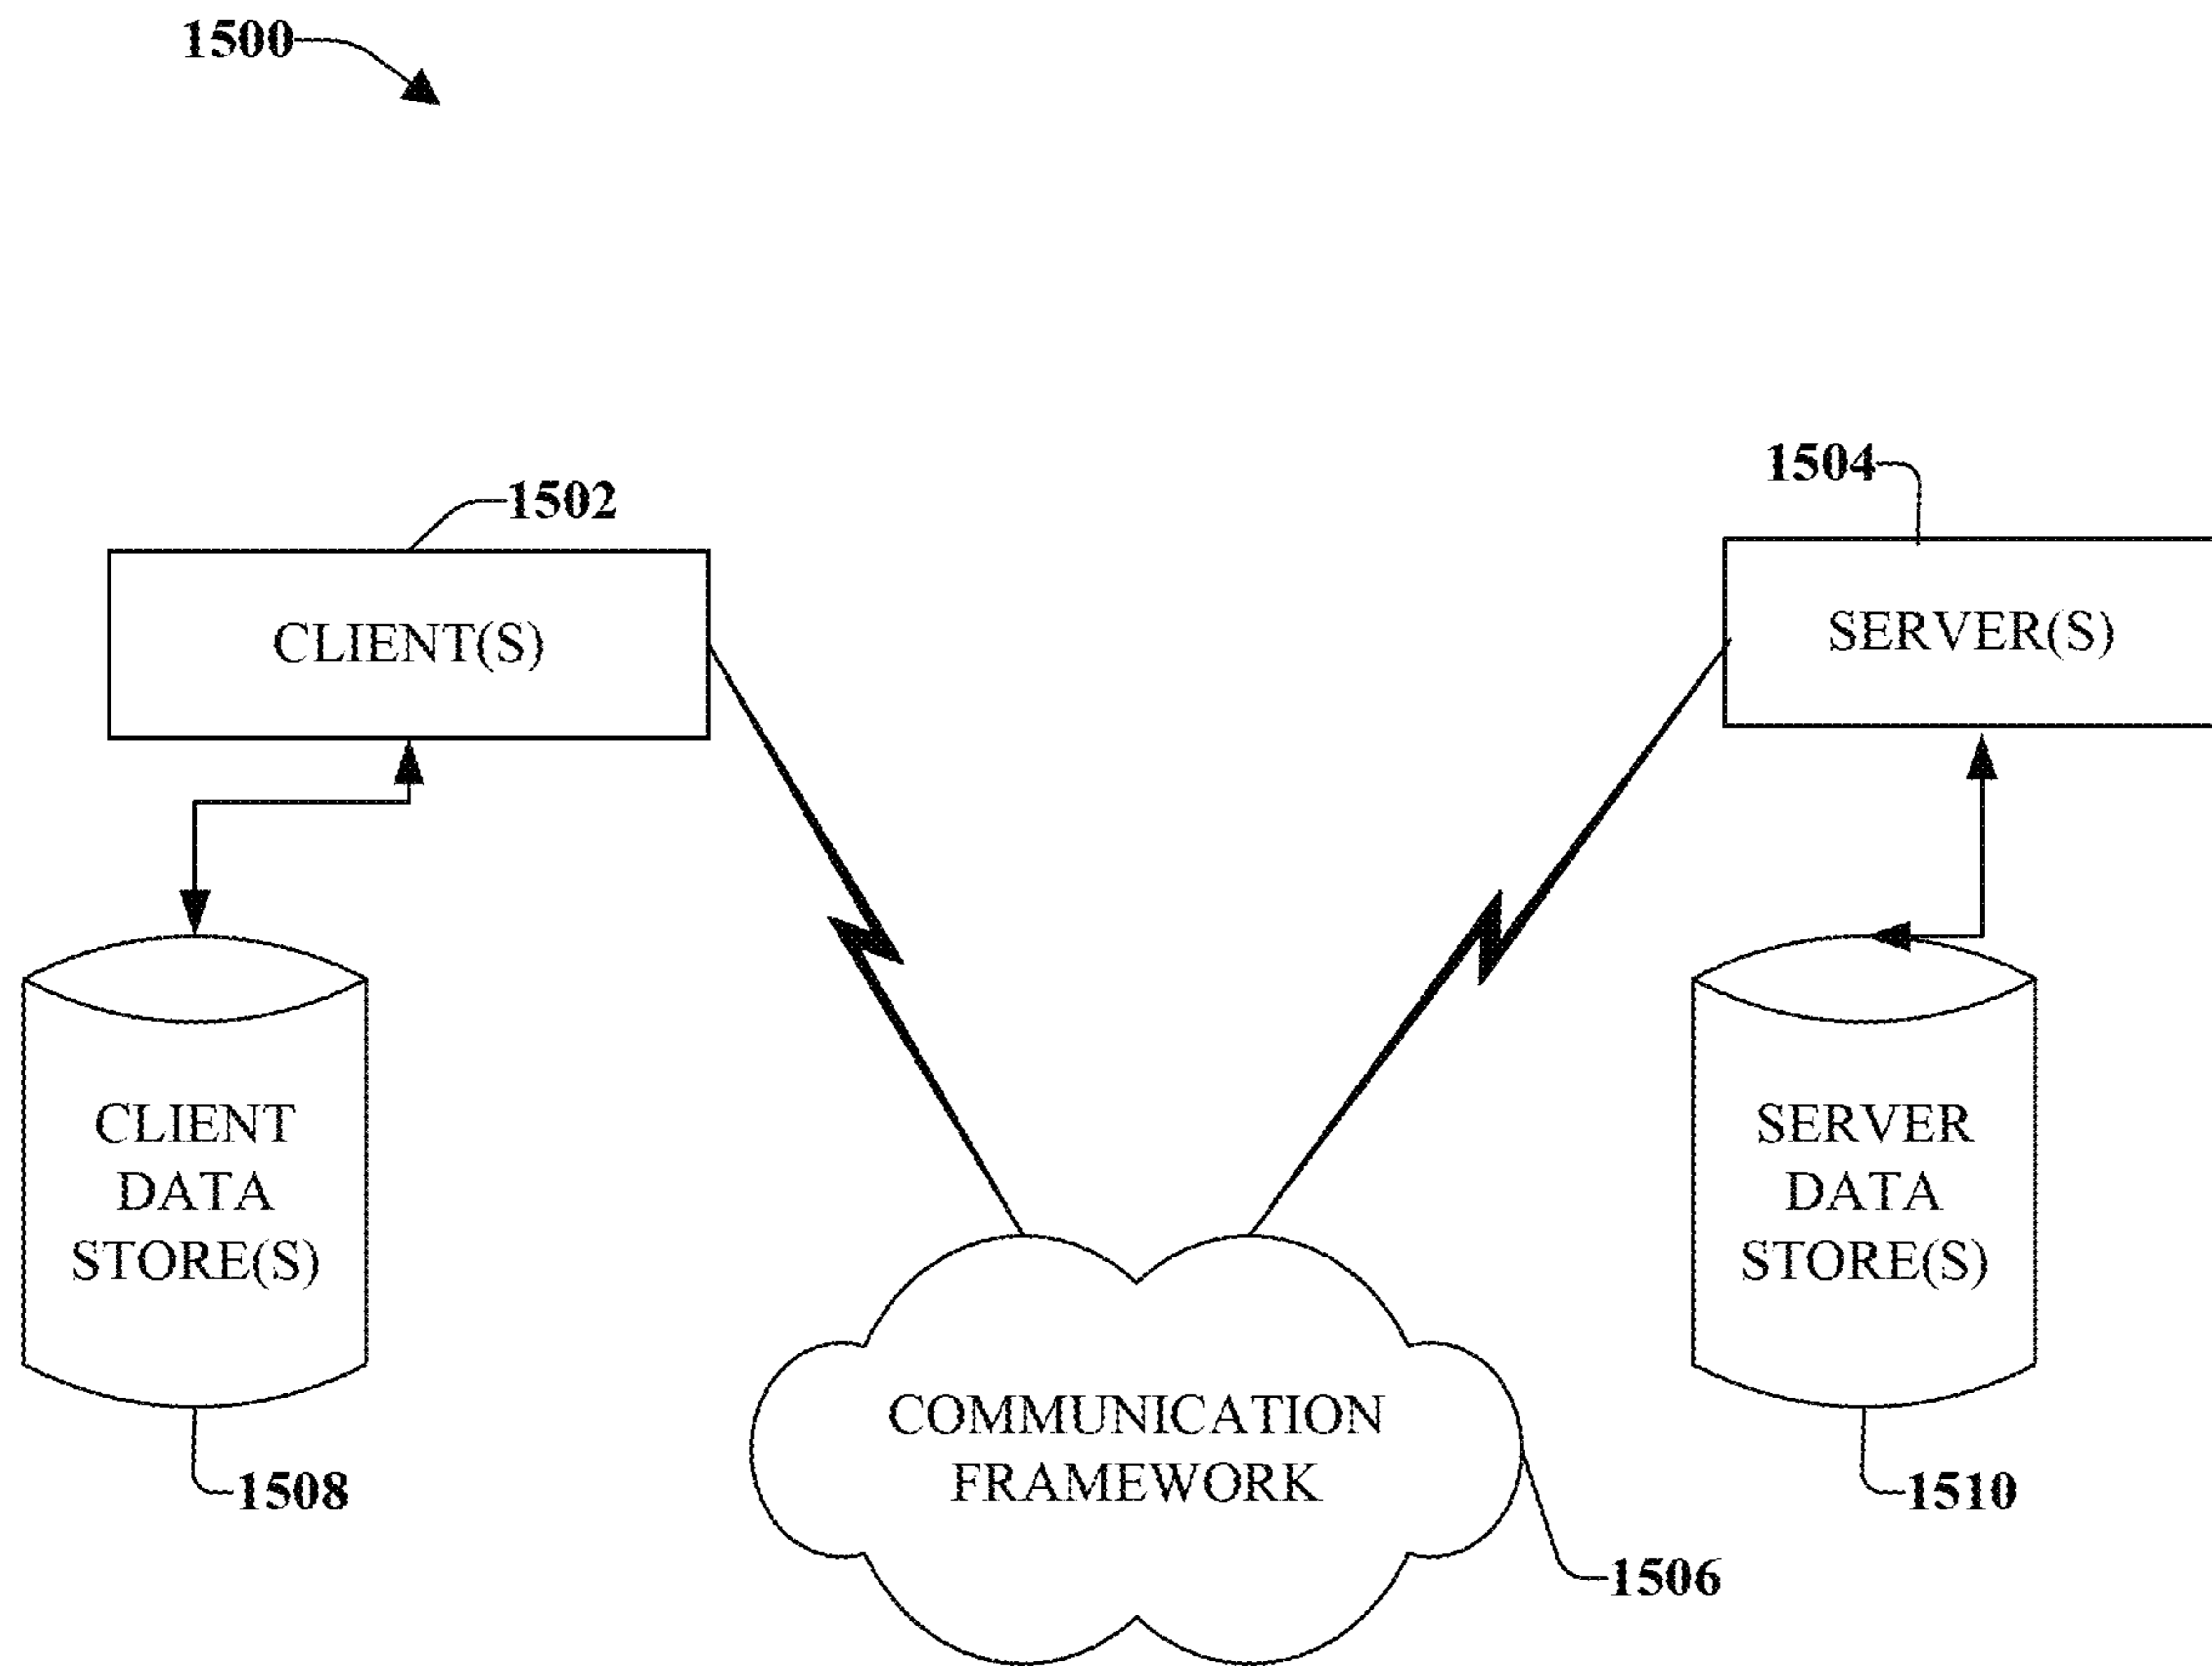 1500
1504
1502
CLIENT(S)
SERVER(S)
CLIENT
DATA
STORE(S)
SERVER
DATA
STORE(S)
COMMUNICATION
FRAMEWORK
1508
1510
1506